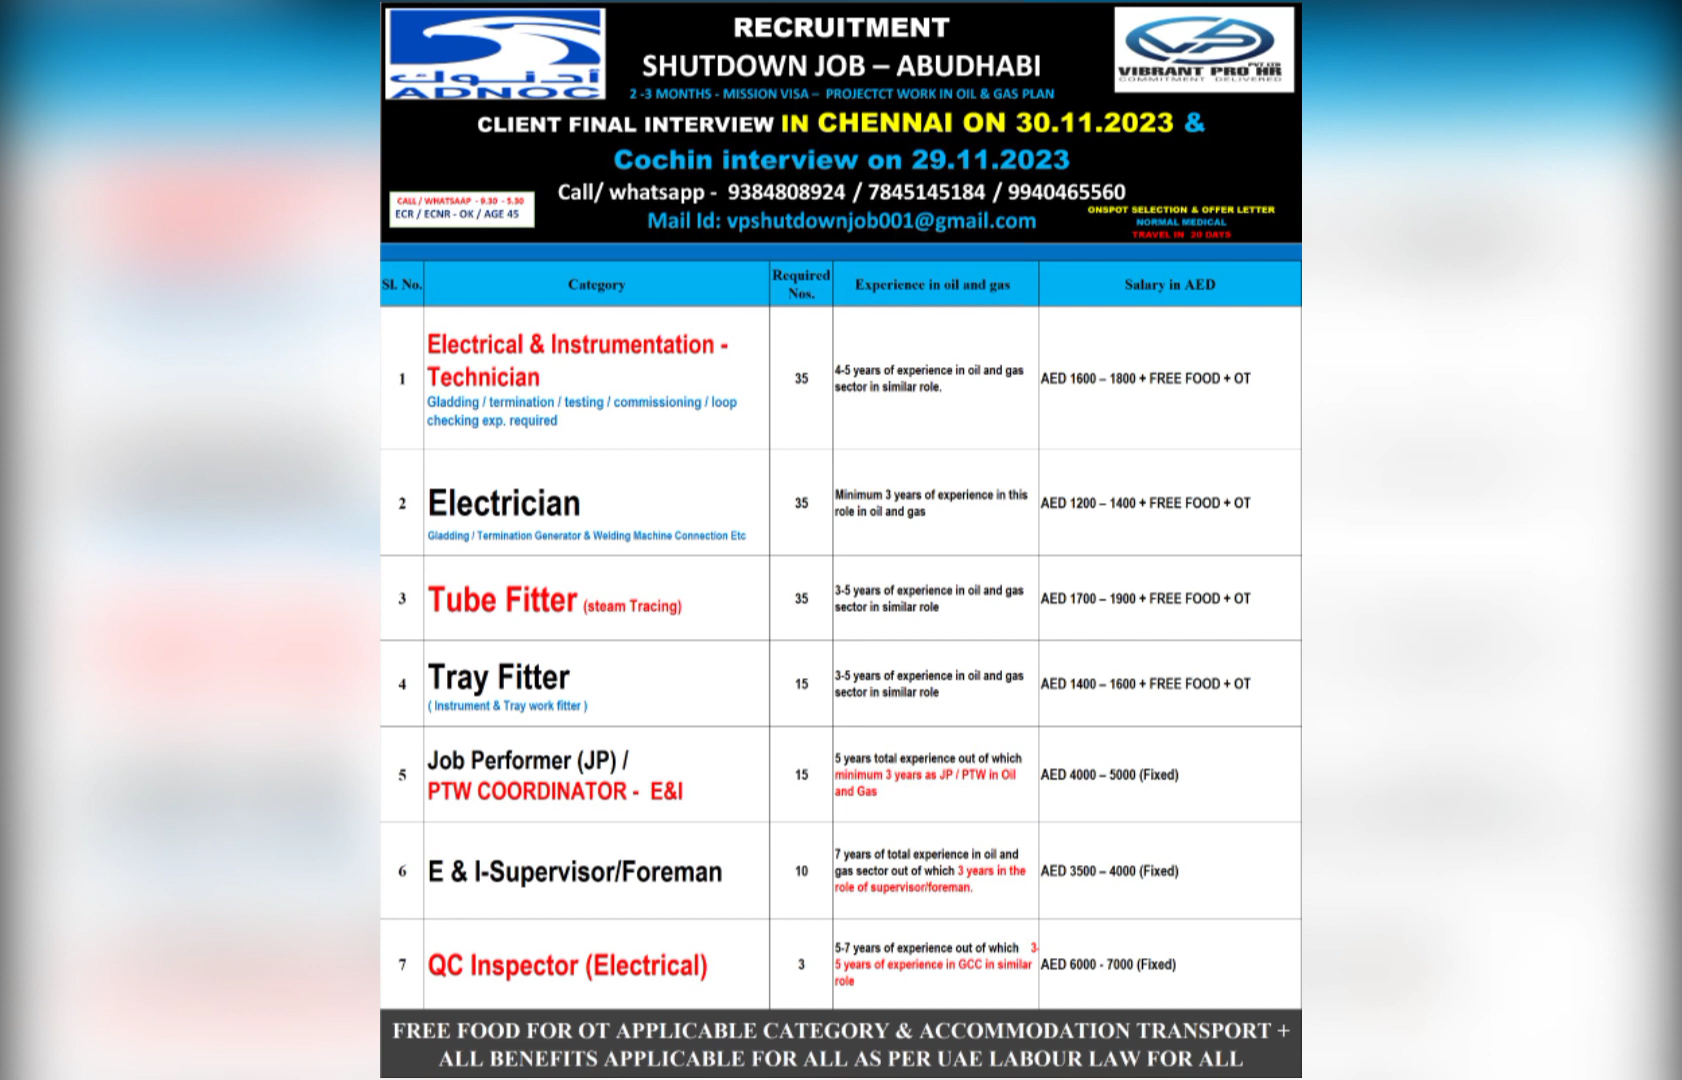 أدنوك
ADNOC
RECRUITMENT
SHUTDOWN JOB – ABUDHABI
2 -3 MONTHS - MISSION VISA – PROJECTCT WORK IN OIL & GAS PLAN
VP
PVT LTD
VIBRANT PRO HR
COMMITMENT DELIVERED
CLIENT FINAL INTERVIEW IN CHENNAI ON 30.11.2023 &
Cochin interview on 29.11.2023
Call/ whatsapp - 9384808924 / 7845145184 / 9940465560
Mail Id: vpshutdownjob001@gmail.com
CALL / WHATSAAP - 9.30 - 5.30
ECR / ECNR - OK / AGE 45
ONSPOT SELECTION & OFFER LETTER
NORMAL MEDICAL
TRAVEL IN 20 DAYS
Sl. No. Category Required Nos. Experience in oil and gas Salary in AED
1
Electrical & Instrumentation -
Technician
Gladding / termination / testing / commissioning / loop
checking exp. required
35
4-5 years of experience in oil and gas
sector in similar role.
AED 1600 – 1800 + FREE FOOD + OT
2
Electrician
Gladding / Termination Generator & Welding Machine Connection Etc
35
Minimum 3 years of experience in this
role in oil and gas
AED 1200 – 1400 + FREE FOOD + OT
3
Tube Fitter (steam Tracing)
35
3-5 years of experience in oil and gas
sector in similar role
AED 1700 – 1900 + FREE FOOD + OT
4
Tray Fitter
( Instrument & Tray work fitter )
15
3-5 years of experience in oil and gas
sector in similar role
AED 1400 – 1600 + FREE FOOD + OT
5
Job Performer (JP) /
PTW COORDINATOR - E&I
15
5 years total experience out of which
minimum 3 years as JP / PTW in Oil
and Gas
AED 4000 – 5000 (Fixed)
6
E & I-Supervisor/Foreman
10
7 years of total experience in oil and
gas sector out of which 3 years in the
role of supervisor/foreman.
AED 3500 – 4000 (Fixed)
7
QC Inspector (Electrical)
3
5-7 years of experience out of which 3-
5 years of experience in GCC in similar
role
AED 6000 - 7000 (Fixed)
FREE FOOD FOR OT APPLICABLE CATEGORY & ACCOMMODATION TRANSPORT +
ALL BENEFITS APPLICABLE FOR ALL AS PER UAE LABOUR LAW FOR ALL